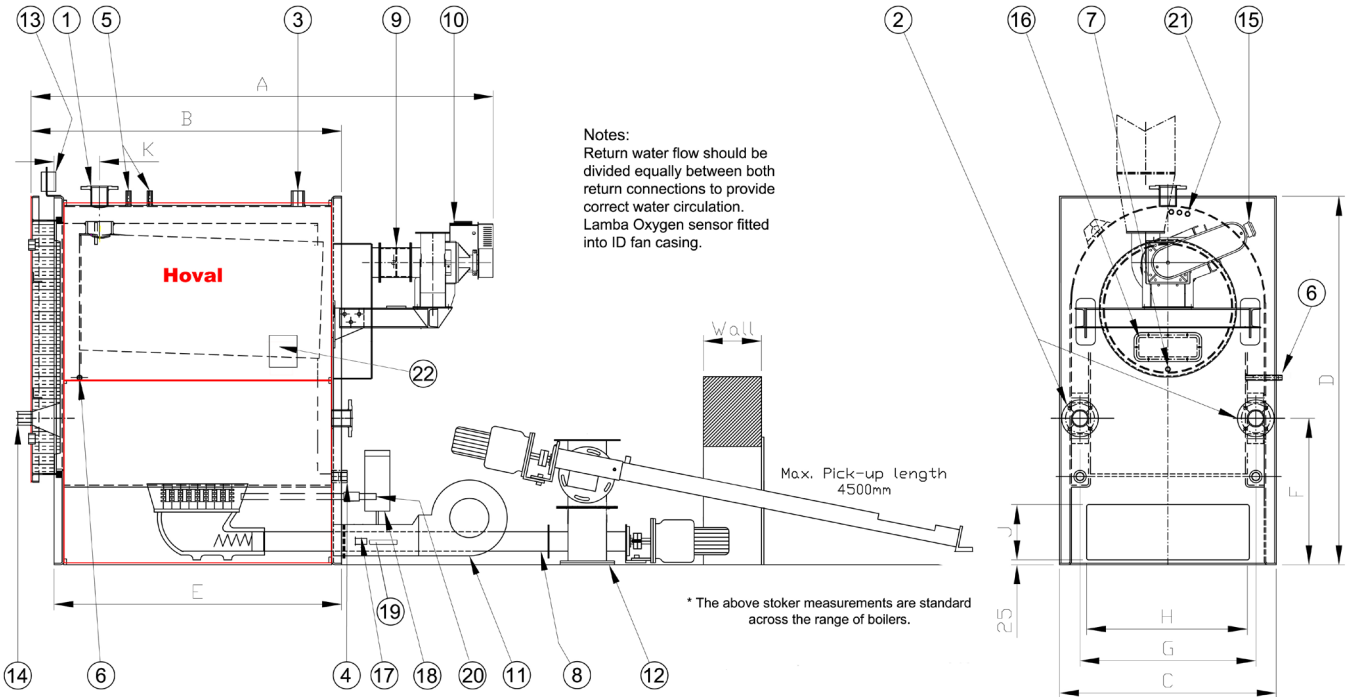 13
1
5
3
9
10
2
16
7
21
15
A
B
K
Notes:
Return water flow should be
divided equally between both
return connections to provide
correct water circulation.
Lamba Oxygen sensor fitted
into ID fan casing.
Hoval
6
Wall
22
D
Max. Pick-up length
4500mm
F
J
E
19
* The above stoker measurements are standard
across the range of boilers.
25
H
G
C
14
6
4
17
18
20
11
8
12